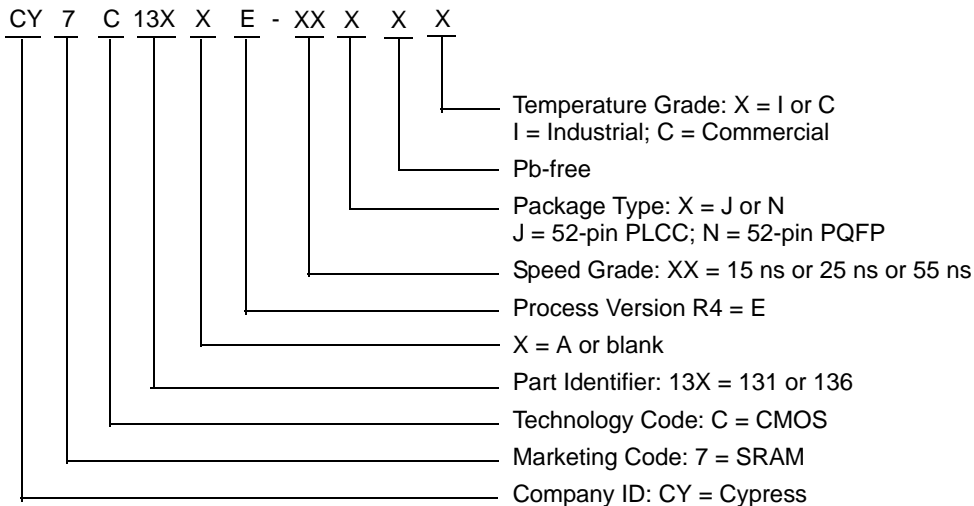 CY 7 C 13X X E - XX X X X
Temperature Grade: X = I or C
I = Industrial; C = Commercial
Pb-free
Package Type: X = J or N
J = 52-pin PLCC; N = 52-pin PQFP
Speed Grade: XX = 15 ns or 25 ns or 55 ns
Process Version R4 = E
X = A or blank
Part Identifier: 13X = 131 or 136
Technology Code: C = CMOS
Marketing Code: 7 = SRAM
Company ID: CY = Cypress